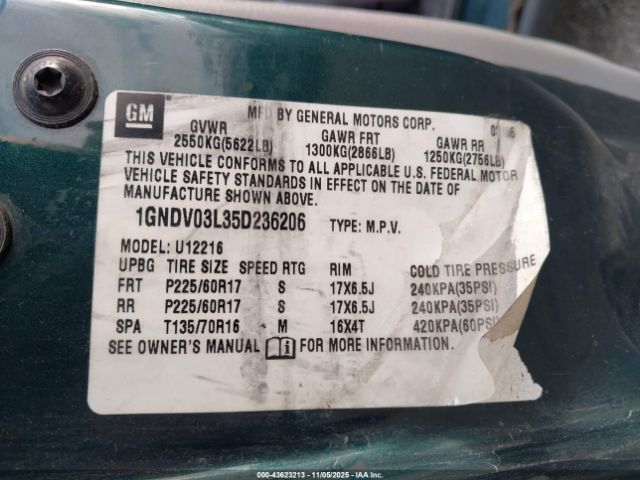 GM
MFD BY GENERAL MOTORS CORP.
GVWR GAWR FRT GAWR RR
2550KG(5622LB) 1300KG(2866LB) 1250KG(2756LB)
THIS VEHICLE CONFORMS TO ALL APPLICABLE U.S. FEDERAL MOTOR
VEHICLE SAFETY STANDARDS IN EFFECT ON THE DATE OF
MANUFACTURE SHOWN ABOVE.
1GNDV03L35D236206 TYPE: M.P.V.
MODEL: U12216
UPBG TIRE SIZE SPEED RTG RIM COLD TIRE PRESSURE
FRT P225/60R17 S 17X6.5J 240KPA(35PSI)
RR P225/60R17 S 17X6.5J 240KPA(35PSI)
SPA T135/70R16 M 16X4T 420KPA(60PSI)
SEE OWNER'S MANUAL i FOR MORE INFORMATION.
000-43623213 - 11/05/2025 - IAAI.COM